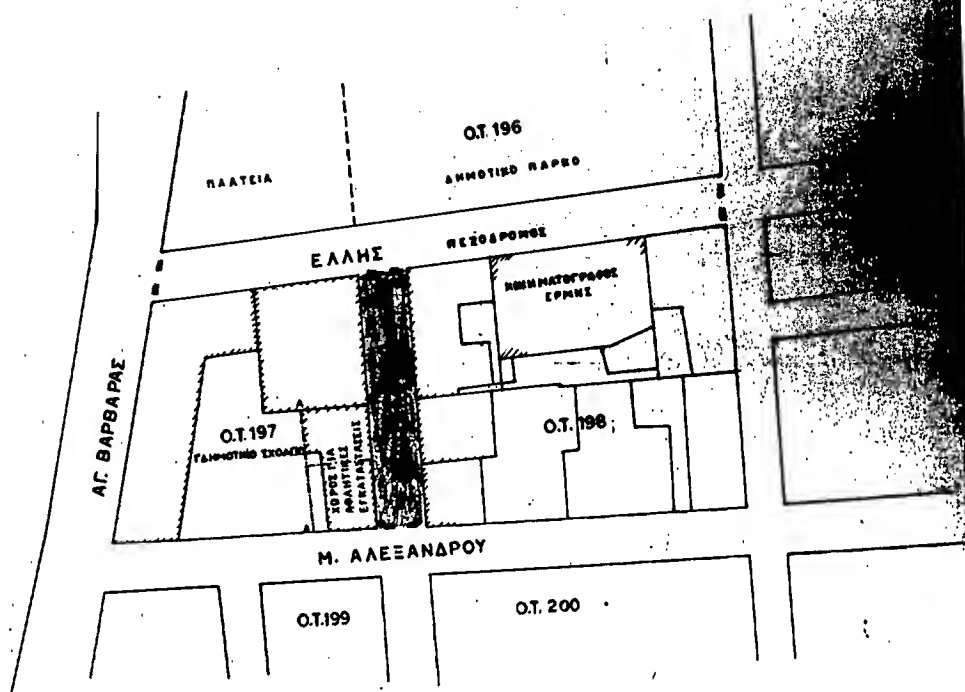 Ο.Τ. 196
ΠΛΑΤΕΙΑ
ΔΗΜΟΤΙΚΟ ΠΑΡΚΟ
ΕΛΛΗΣ
ΠΕΖΟΔΡΟΜΟΣ
ΚΙΝΗΜΑΤΟΓΡΑΦΟΣ
ΕΡΜΗΣ
ΑΓ. ΒΑΡΒΑΡΑΣ
Ο.Τ. 197
ΔΗΜΟΤΙΚΟ ΣΧΟΛΕΙΟ
Α
ΧΩΡΟΣ ΓΙΑ
ΑΘΛΗΤΙΚΕΣ
ΕΓΚΑΤΑΣΤΑΣΕΙΣ
Α
Ο.Τ. 198
Μ. ΑΛΕΞΑΝΔΡΟΥ
Ο.Τ.199
Ο.Τ. 200